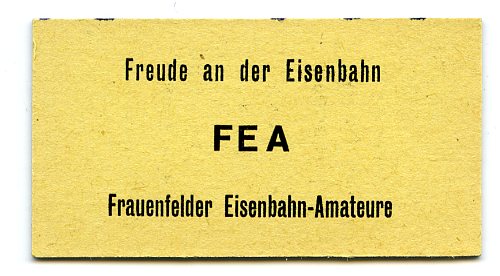 Freude an der Eisenbahn
FEA
Frauenfelder Eisenbahn-Amateure